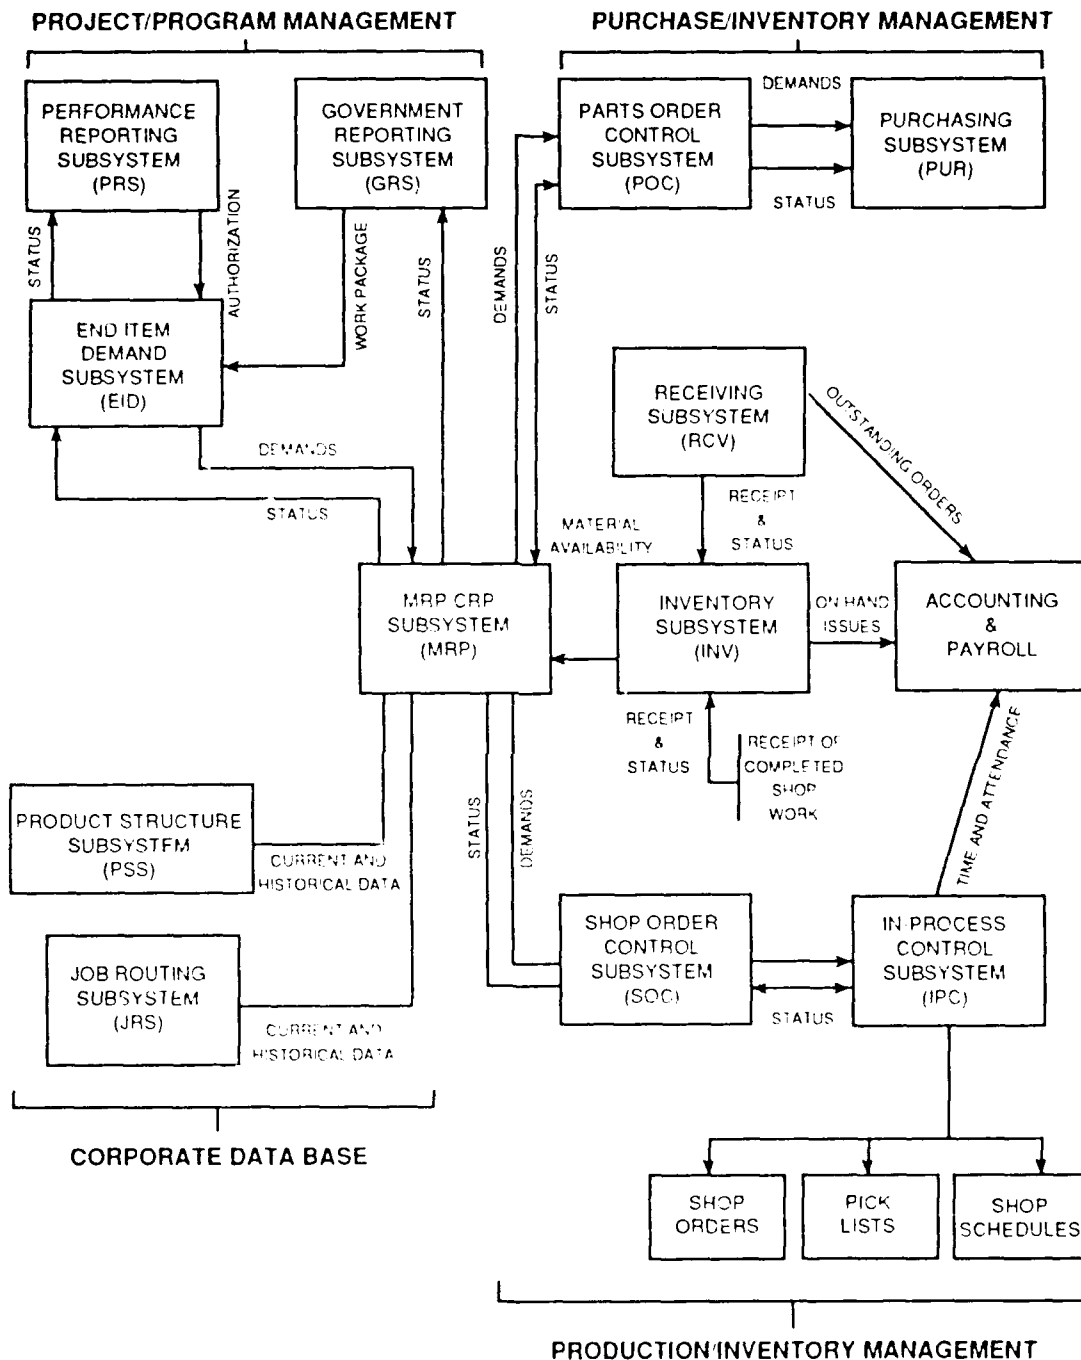 PROJECT/PROGRAM MANAGEMENT
PURCHASE/INVENTORY MANAGEMENT
PERFORMANCE
REPORTING
SUBSYSTEM
(PRS)
GOVERNMENT
REPORTING
SUBSYSTEM
(GRS)
PARTS ORDER
CONTROL
SUBSYSTEM
(POC)
DEMANDS
STATUS
PURCHASING
SUBSYSTEM
(PUR)
STATUS
AUTHORIZATION
WORK PACKAGE
STATUS
DEMANDS
STATUS
END ITEM
DEMAND
SUBSYSTEM
(EID)
DEMANDS
STATUS
RECEIVING
SUBSYSTEM
(RCV)
OUTSTANDING ORDERS
RECEIPT
&
STATUS
MATERIAL
AVAILABILITY
MRP CRP
SUBSYSTEM
(MRP)
INVENTORY
SUBSYSTEM
(INV)
ON HAND
ISSUES
ACCOUNTING
&
PAYROLL
RECEIPT
&
STATUS
RECEIPT OF
COMPLETED
SHOP
WORK
TIME AND ATTENDANCE
STATUS
DEMANDS
PRODUCT STRUCTURE
SUBSYSTEM
(PSS)
CURRENT AND
HISTORICAL DATA
JOB ROUTING
SUBSYSTEM
(JRS)
CURRENT AND
HISTORICAL DATA
SHOP ORDER
CONTROL
SUBSYSTEM
(SOC)
STATUS
IN-PROCESS
CONTROL
SUBSYSTEM
(IPC)
CORPORATE DATA BASE
SHOP
ORDERS
PICK
LISTS
SHOP
SCHEDULES
PRODUCTION/INVENTORY MANAGEMENT